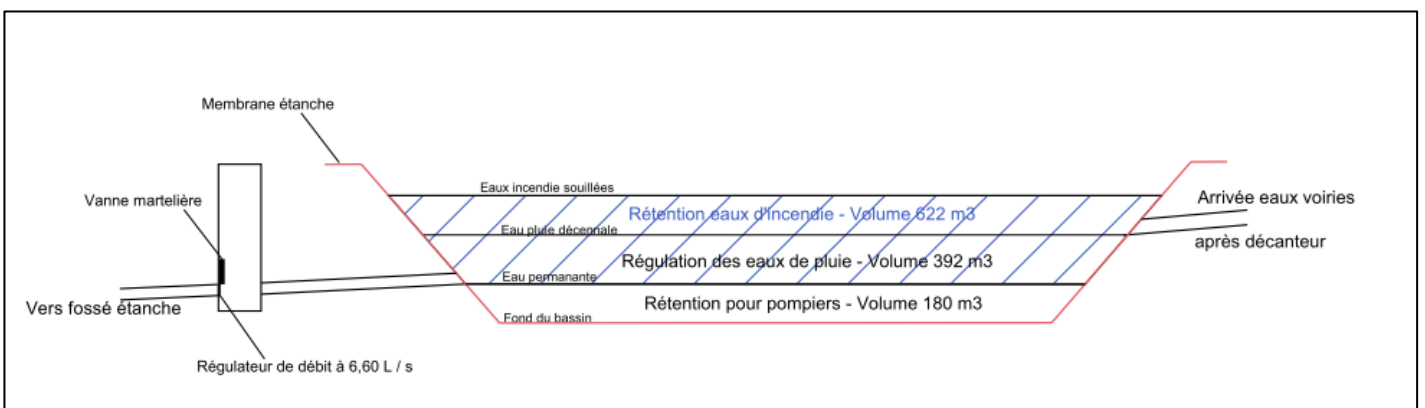 Membrane étanche
Eaux incendie souillées
Vanne martelière
Arrivée eaux voiries
Rétention eaux d'Incendie - Volume 622 m3
Eau pluie décennale
après décanteur
Régulation des eaux de pluie - Volume 392 m3
Eau permanante
Rétention pour pompiers - Volume 180 m3
Vers fossé étanche
Fond du bassin
Régulateur de débit à 6,60 L / s